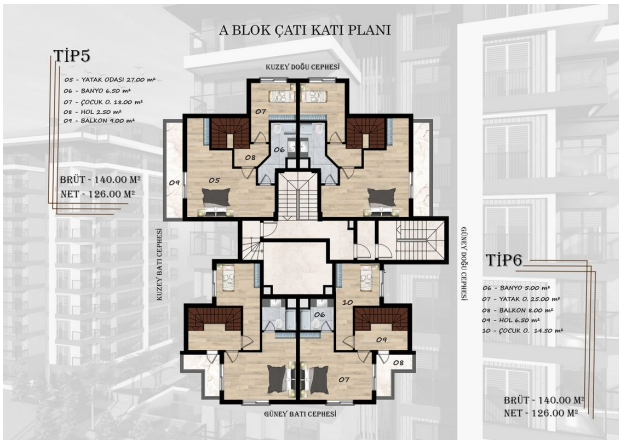 A BLOK ÇATI KATI PLANI
TİP5
05 - YATAK ODASI 27.00 m²
06 - BANYO 6.50 m²
07 - ÇOCUK O. 18.00 m²
08 - HOL 2.50 m²
09 - BALKON 9.00 m²
BRÜT - 140.00 M²
NET - 126.00 M²
KUZEY DOĞU CEPHESİ
07
06
08
05
09
KUZEY BATI CEPHESİ
GÜNEY DOĞU CEPHESİ
10
06
09
08
07
GÜNEY BATI CEPHESİ
TİP6
06 - BANYO 5.00 m²
07 - YATAK O. 25.00 m²
08 - BALKON 8.00 m²
09 - HOL 6.50 m²
10 - ÇOCUK O. 14.50 m²
BRÜT - 140.00 M²
NET - 126.00 M²